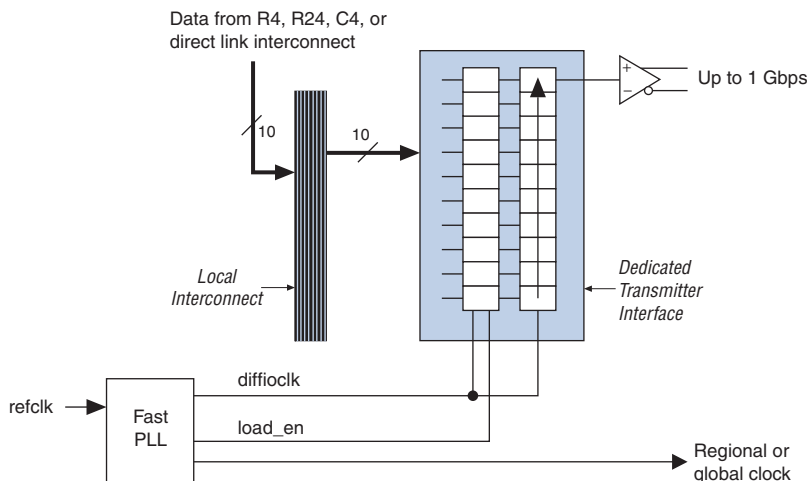 Data from R4, R24, C4, or
direct link interconnect
10
10
+
–
Up to 1 Gbps
Local
Interconnect
Dedicated
Transmitter
Interface
diffioclk
refclk
Fast
PLL
load_en
Regional or
global clock